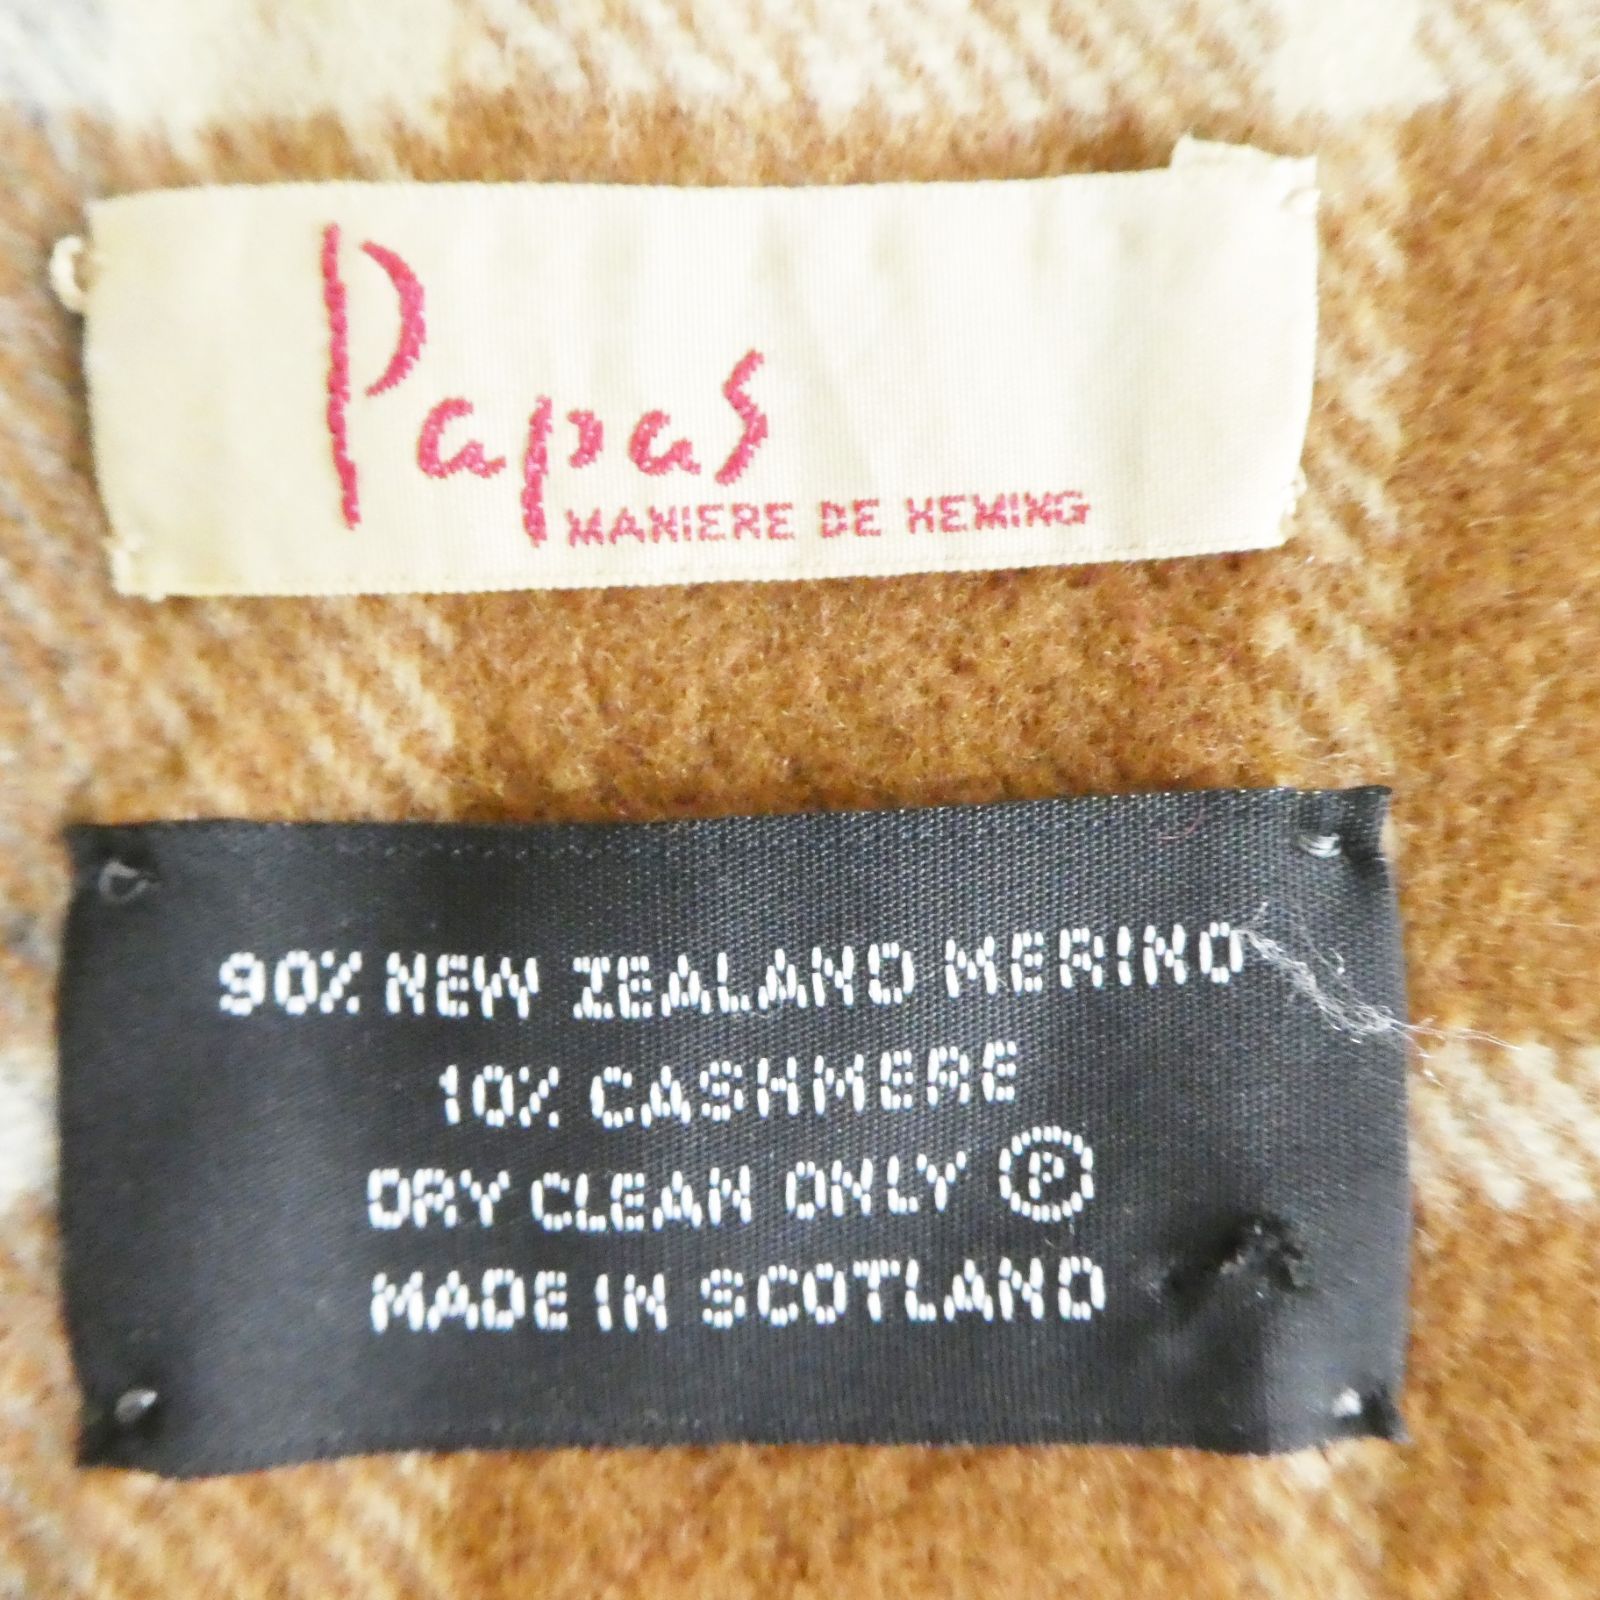 Papas
MANIERE DE HEMING
90% NEW ZEALAND MERINO
10% CASHMERE
DRY CLEAN ONLY Ⓟ
MADE IN SCOTLAND